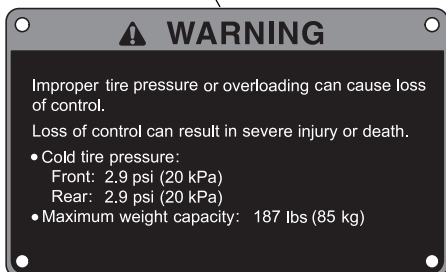 WARNING
Improper tire pressure or overloading can cause loss
of control.
Loss of control can result in severe injury or death.
• Cold tire pressure:
Front: 2.9 psi (20 kPa)
Rear: 2.9 psi (20 kPa)
• Maximum weight capacity: 187 lbs (85 kg)